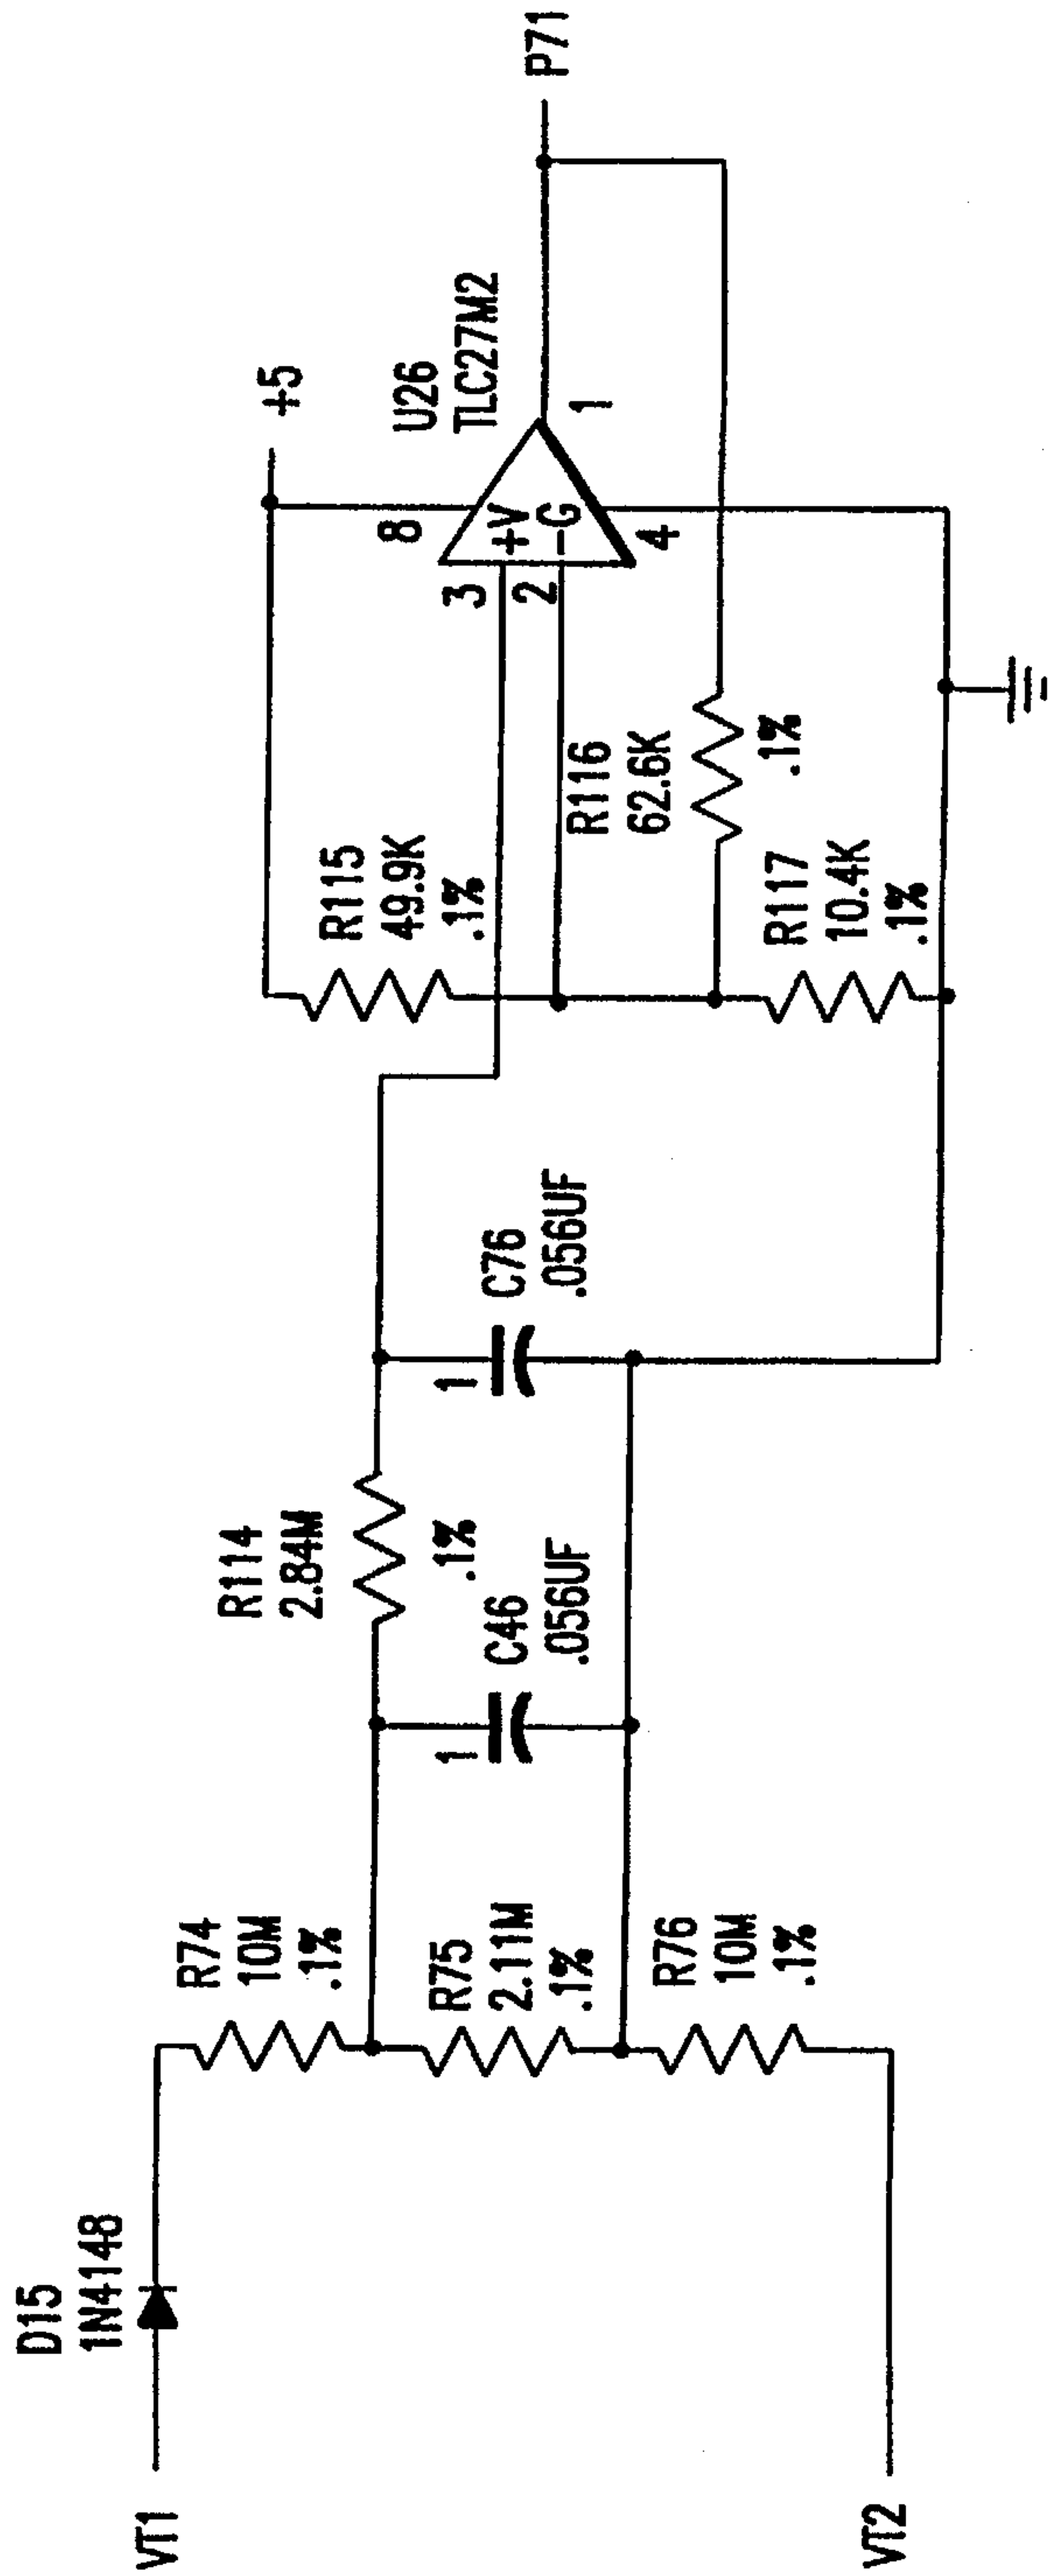 VT1
D15
1N4148
R74
10M
.1%
R75
2.11M
.1%
R76
10M
.1%
VT2
R114
2.84M
.1%
1
C46
.056UF
1
C76
.056UF
R115
49.9K
.1%
R116
62.6K
.1%
R117
10.4K
.1%
+5
U26
TLC27M2
8
3
+V
2
-G
4
1
P71